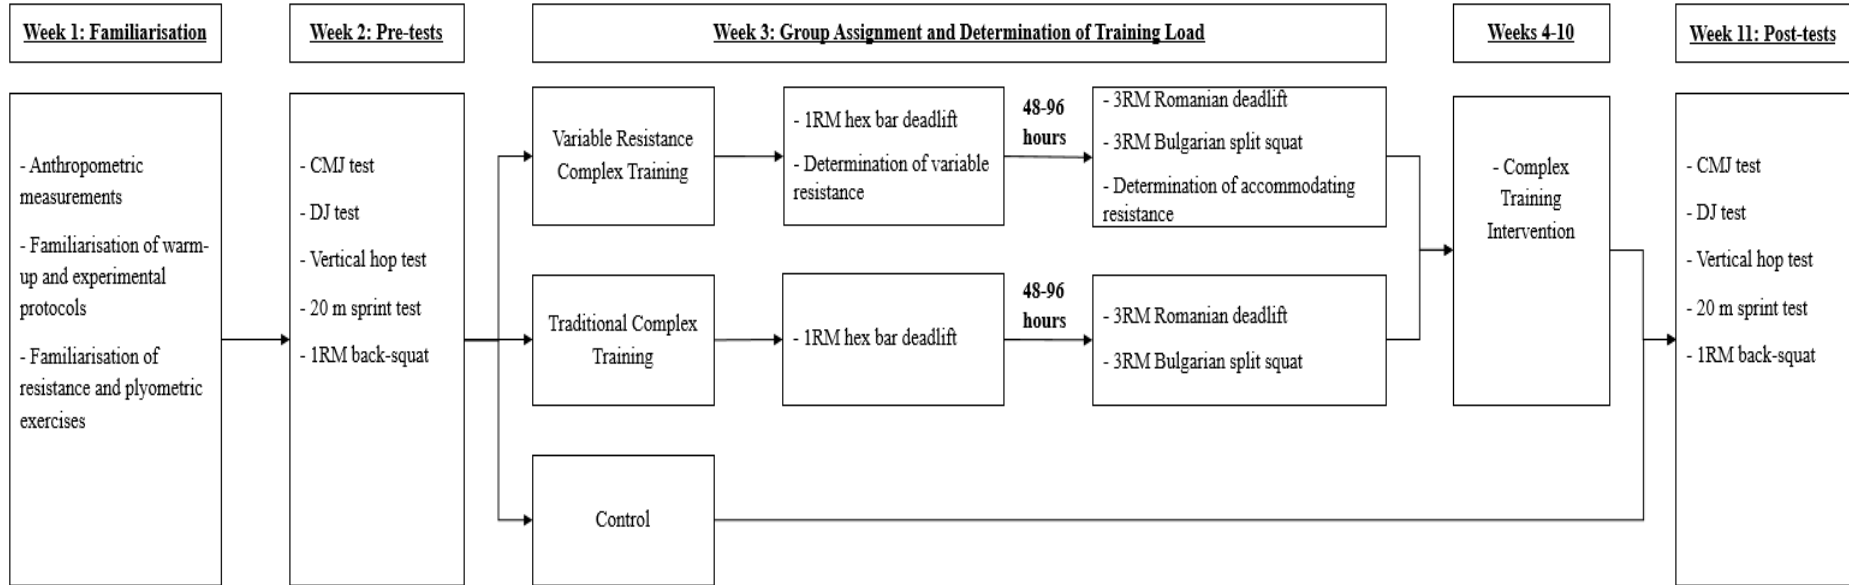 Week 1: Familiarisation
Week 2: Pre-tests
Week 3: Group Assignment and Determination of Training Load
Weeks 4-10
Week 11: Post-tests
- Anthropometric
measurements
- Familiarisation of warm-
up and experimental
protocols
- Familiarisation of
resistance and plyometric
exercises
- CMJ test
- DJ test
- Vertical hop test
- 20 m sprint test
- 1RM back-squat
Variable Resistance
Complex Training
- 1RM hex bar deadlift
- Determination of variable
resistance
48-96
hours
- 3RM Romanian deadlift
- 3RM Bulgarian split squat
- Determination of accommodating
resistance
Traditional Complex
Training
- 1RM hex bar deadlift
48-96
hours
- 3RM Romanian deadlift
- 3RM Bulgarian split squat
Control
- Complex
Training
Intervention
- CMJ test
- DJ test
- Vertical hop test
- 20 m sprint test
- 1RM back-squat